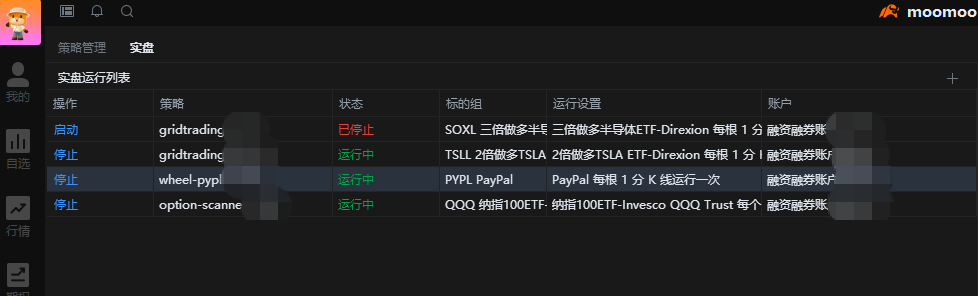 moomoo
策略管理 实盘
实盘运行列表
操作 策略 状态 标的组 运行设置 账户
启动 gridtrading 已停止 SOXL 三倍做多半导 三倍做多半导体ETF-Direxion 每根 1 分 融资融券账
停止 gridtrading 运行中 TSLL 2倍做多TSLA 2倍做多TSLA ETF-Direxion 每根 1 分 融资融券账户
停止 wheel-pypl 运行中 PYPL PayPal PayPal 每根 1 分 K 线运行一次 融资融券账户
停止 option-scanne 运行中 QQQ 纳指100ETF- 纳指100ETF-Invesco QQQ Trust 每个 融资融券账
我的
自选
行情